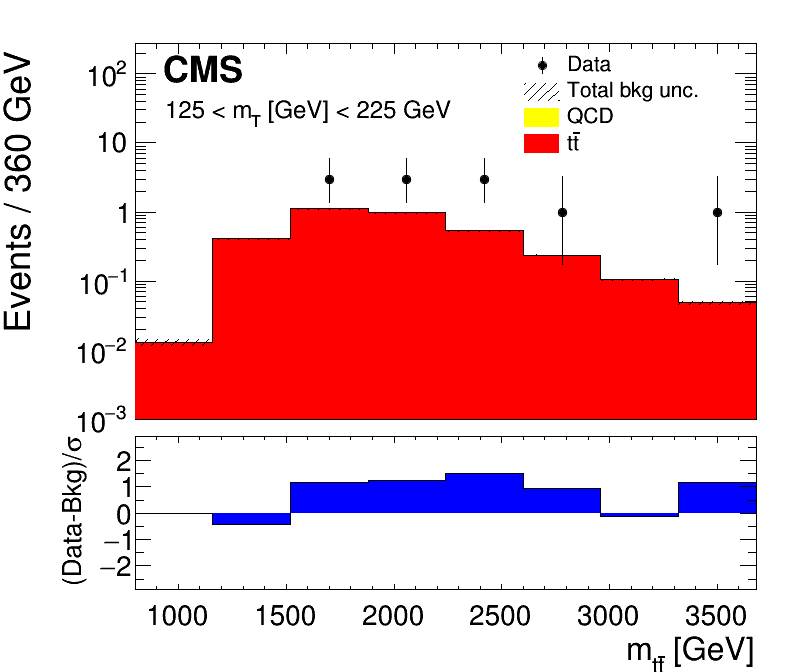 CMS
125 < m_T [GeV] < 225 GeV
Data
Total bkg unc.
QCD
tt̄
Events / 360 GeV
10²
10
1
10⁻¹
10⁻²
10⁻³
(Data-Bkg)/σ
2
1
0
−1
−2
1000 1500 2000 2500 3000 3500
m_tt̄ [GeV]